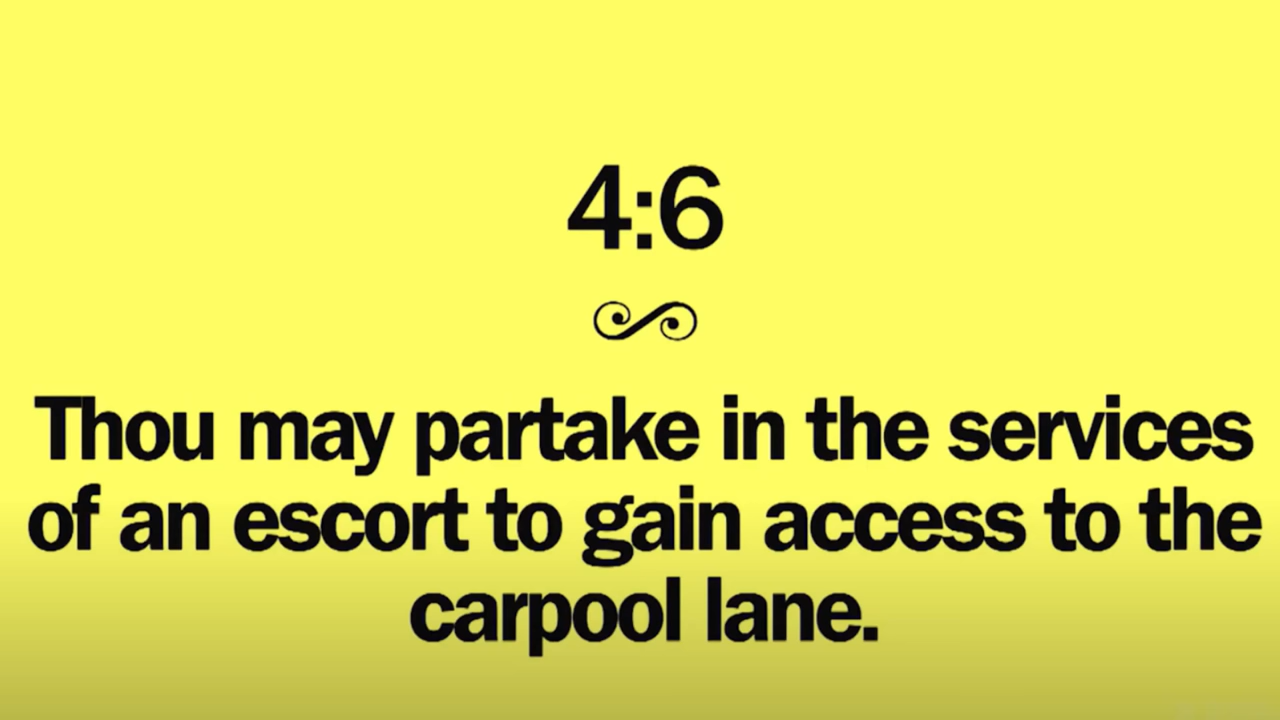 4:6
Thou may partake in the services
of an escort to gain access to the
carpool lane.